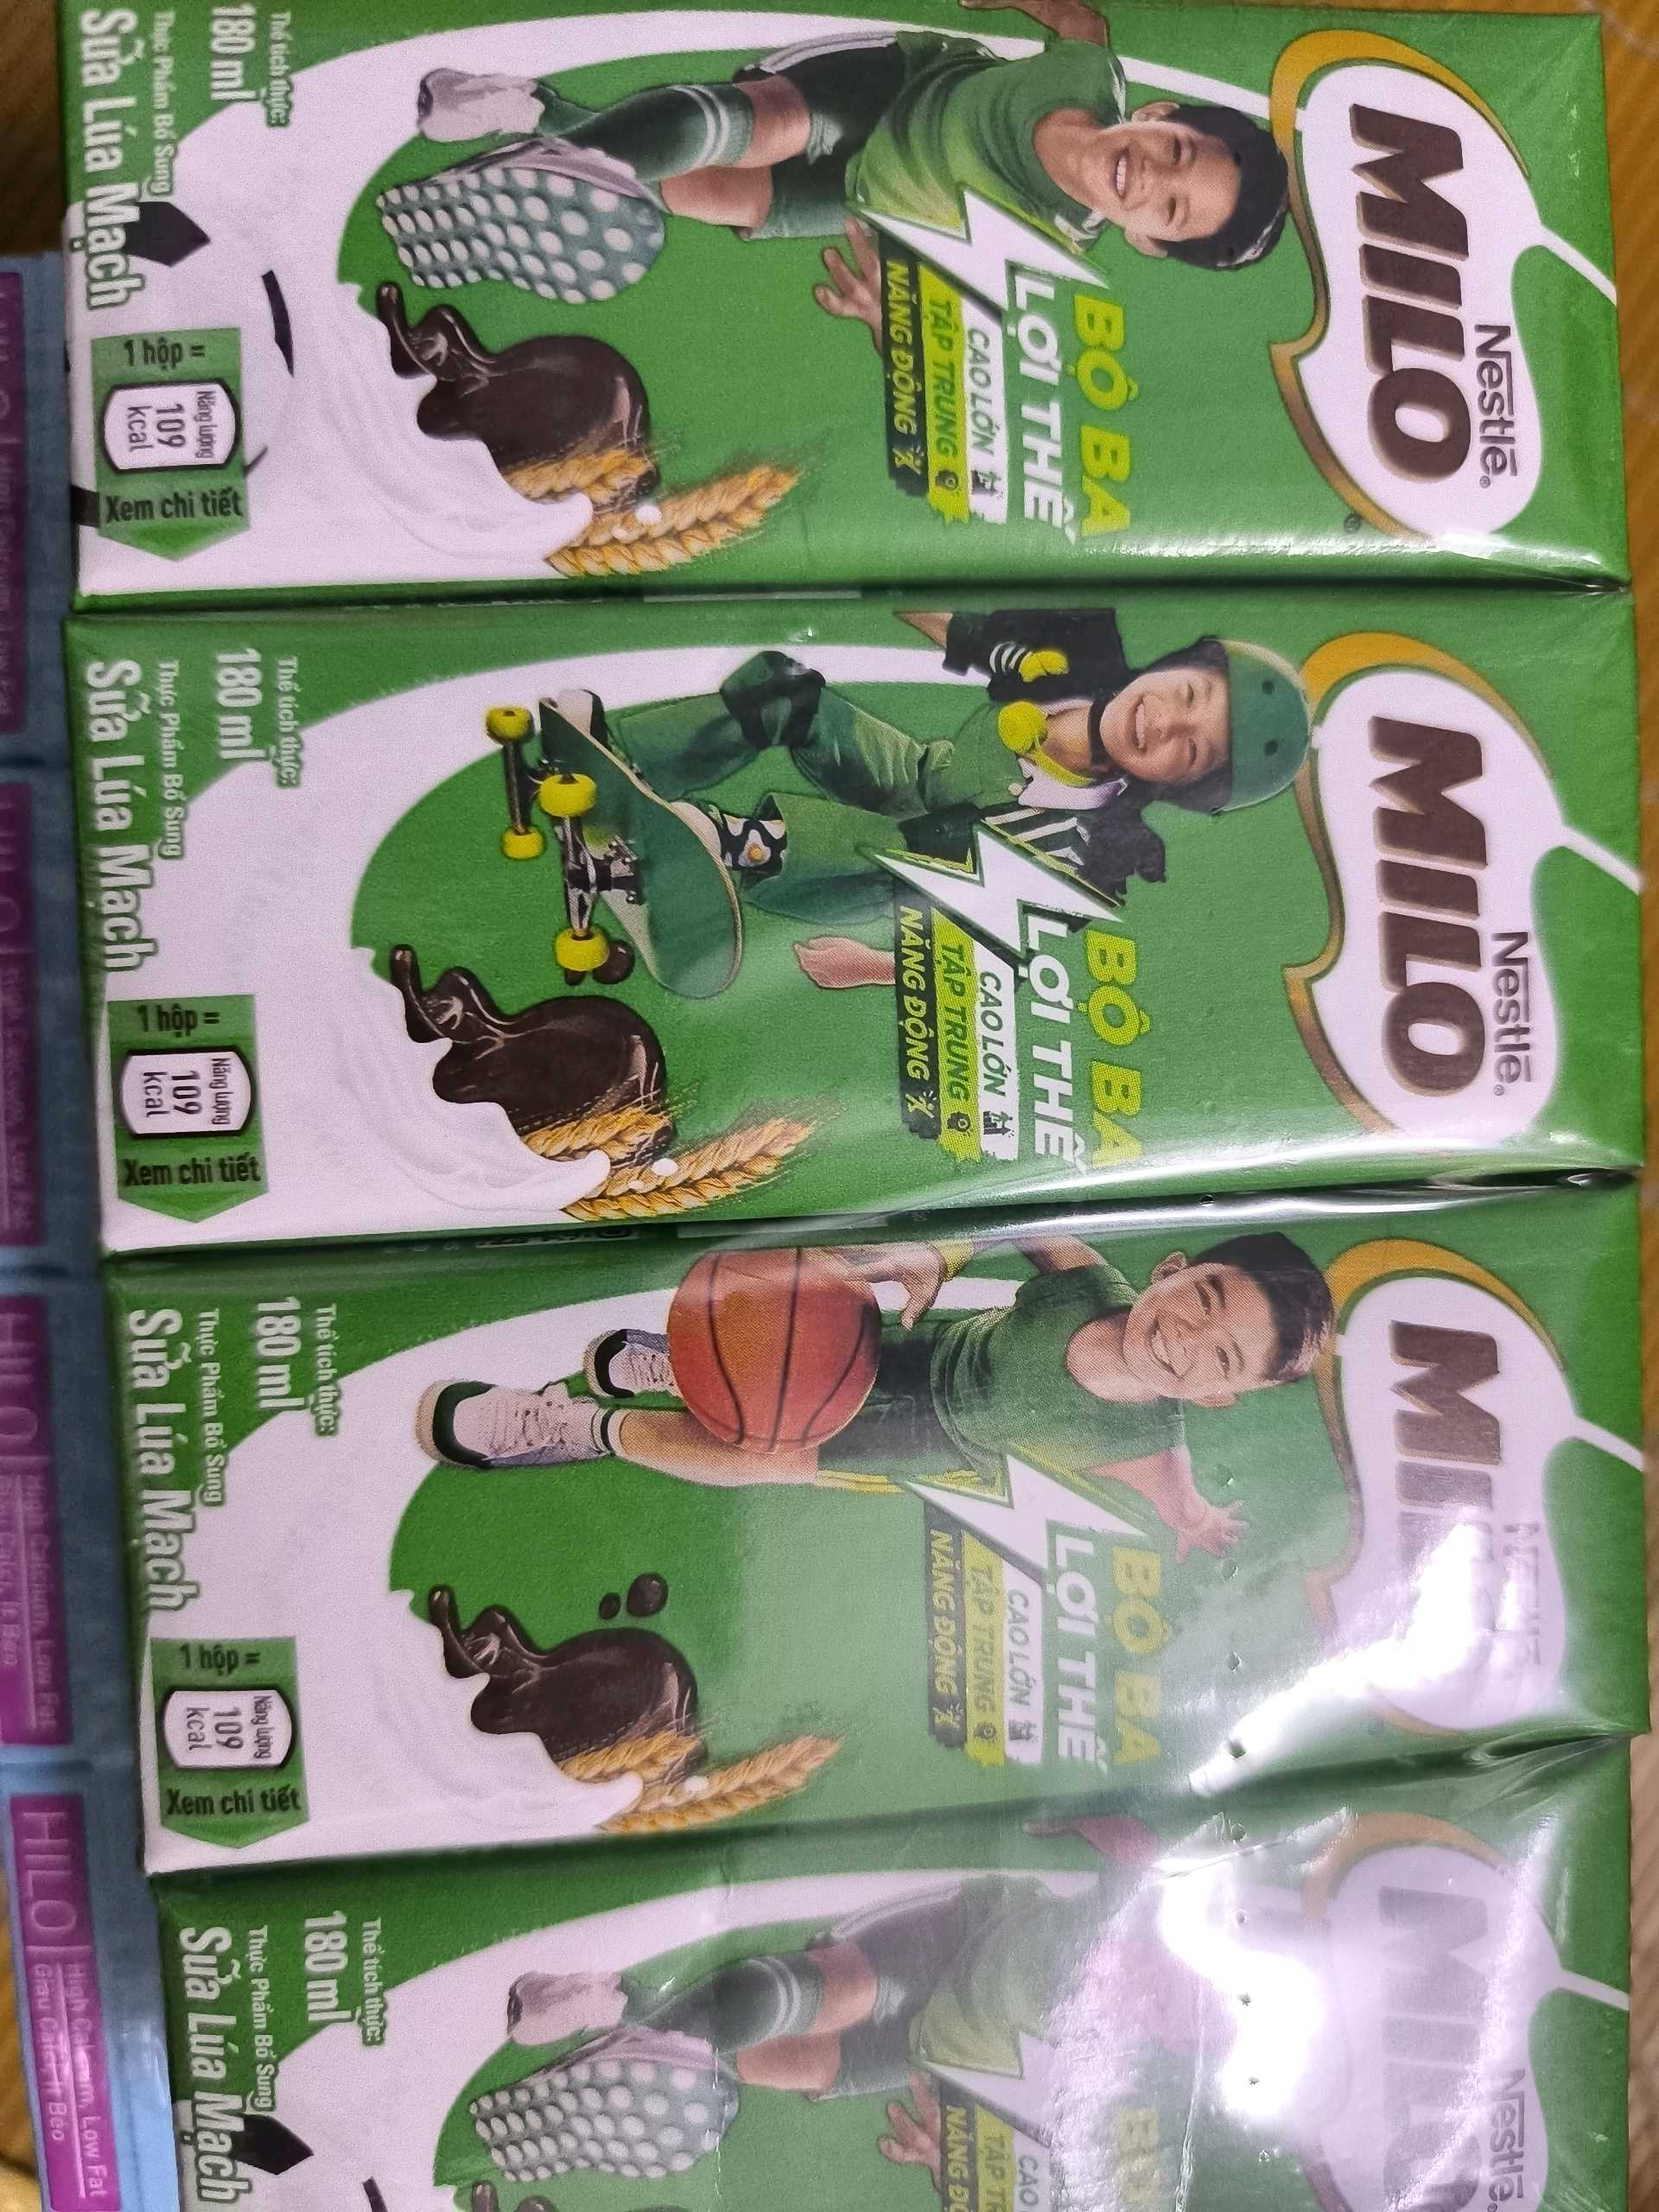 Nestlé
MILO
BỘ BA
LỢI THẾ
CAO LỚN
TẬP TRUNG
NĂNG ĐỘNG
Thể tích thực:
180 ml
Thực Phẩm Bổ Sung
Sữa Lúa Mạch
1 hộp =
Năng lượng
109
kcal
Xem chi tiết
Nestlé
MILO
BỘ BA
LỢI THẾ
CAO LỚN
TẬP TRUNG
NĂNG ĐỘNG
Thể tích thực:
180 ml
Thực Phẩm Bổ Sung
Sữa Lúa Mạch
1 hộp =
Năng lượng
109
kcal
Xem chi tiết
BỘ BA
LỢI THẾ
CAO LỚN
TẬP TRUNG
NĂNG ĐỘNG
Thể tích thực:
180 ml
Thực Phẩm Bổ Sung
Sữa Lúa Mạch
1 hộp =
Năng lượng
109
kcal
Xem chi tiết
Nestlé
MILO
CAO
Thể tích thực:
180 ml
Thực Phẩm Bổ Sung
Sữa Lúa Mạch
HILO
High Calcium, Low Fat
Giàu Canxi, Ít Béo